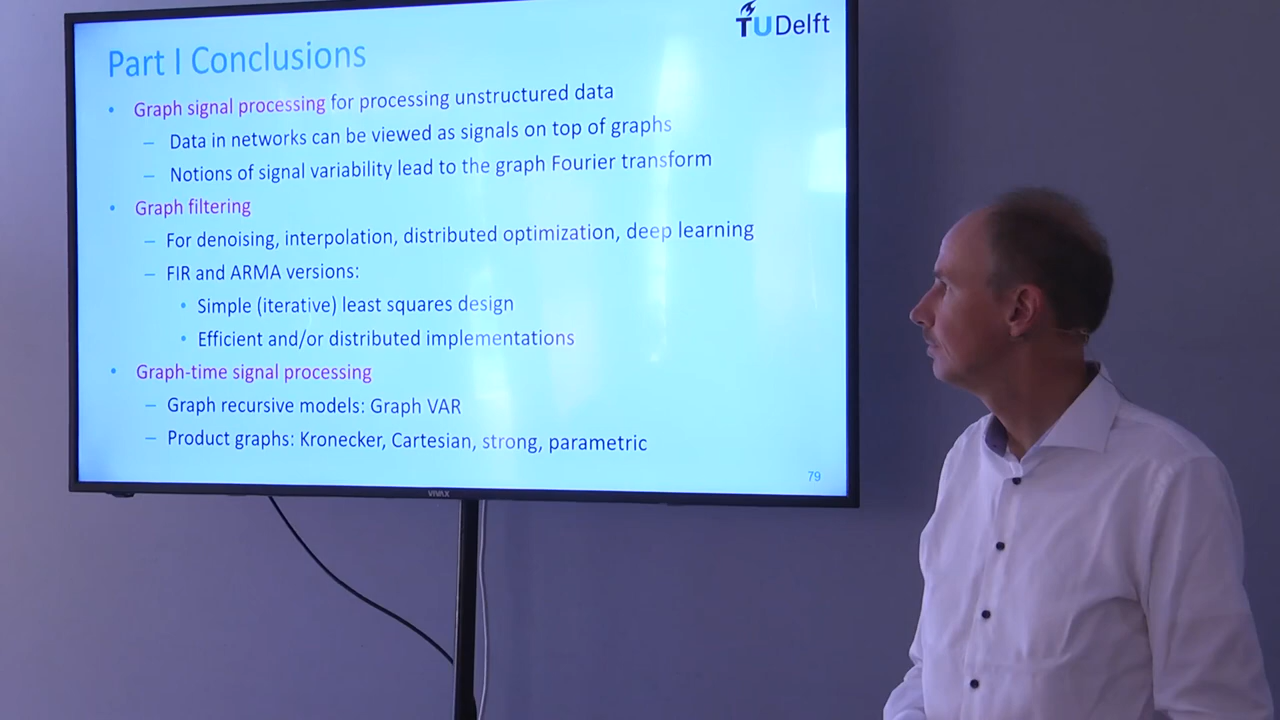 TUDelft
Part I Conclusions
• Graph signal processing for processing unstructured data
– Data in networks can be viewed as signals on top of graphs
– Notions of signal variability lead to the graph Fourier transform
• Graph filtering
– For denoising, interpolation, distributed optimization, deep learning
– FIR and ARMA versions:
• Simple (iterative) least squares design
• Efficient and/or distributed implementations
• Graph-time signal processing
– Graph recursive models: Graph VAR
– Product graphs: Kronecker, Cartesian, strong, parametric
79
VIVAX